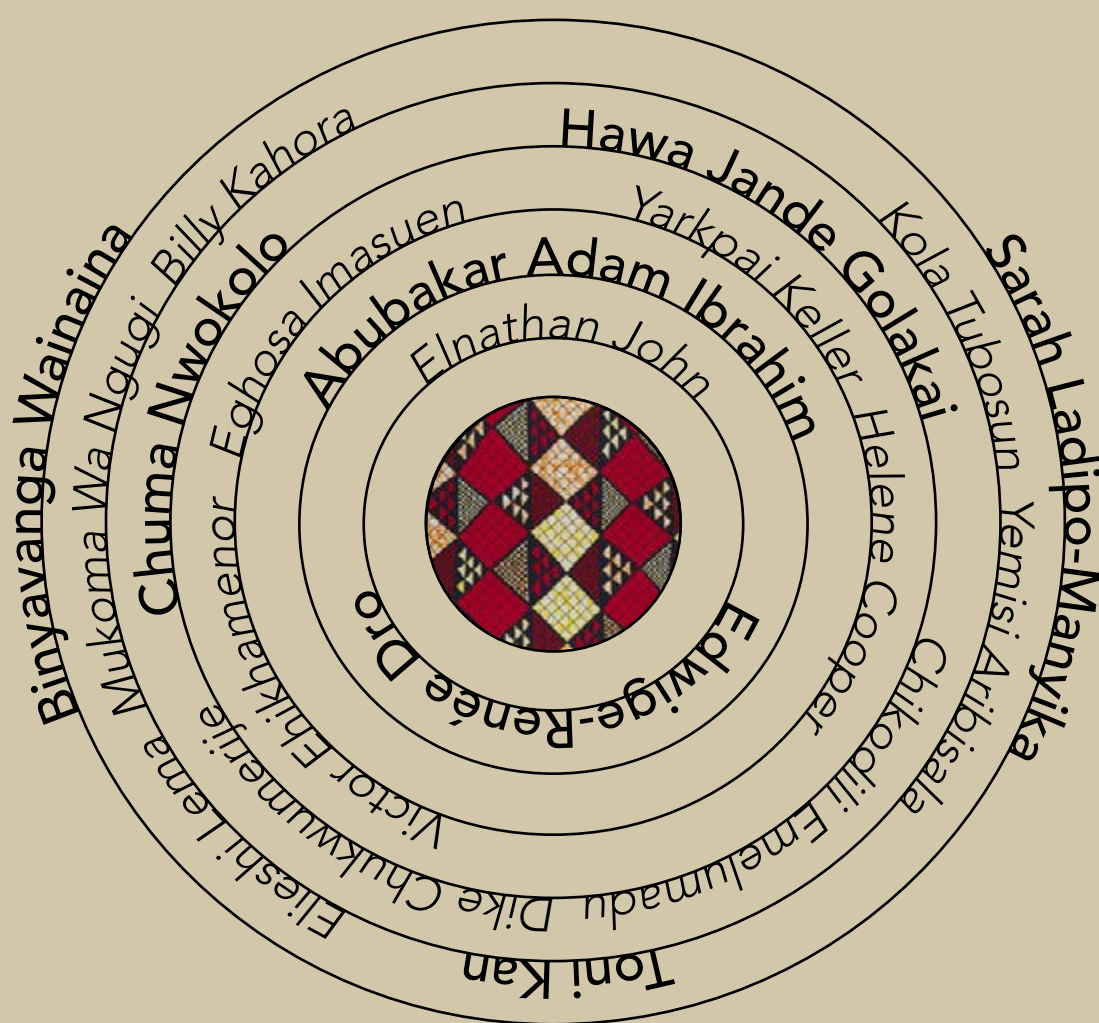 Binyavanga Wainaina
Sarah Ladipo-Manyika
Mukoma Wa Ngugi
Billy Kahora
Kola Tubosun
Yemisi Aribisala
Elieshi Lema
Toni Kan
Chuma Nwokolo
Hawa Jande Golakai
Chikodili Emelumadu
Dike Chukwumerije
Eghosa Imasuen
Yarkpai Keller
Helene Cooper
Victor Ehikhamenor
Abubakar Adam Ibrahim
Elnathan John
Edwige-Renée Dro